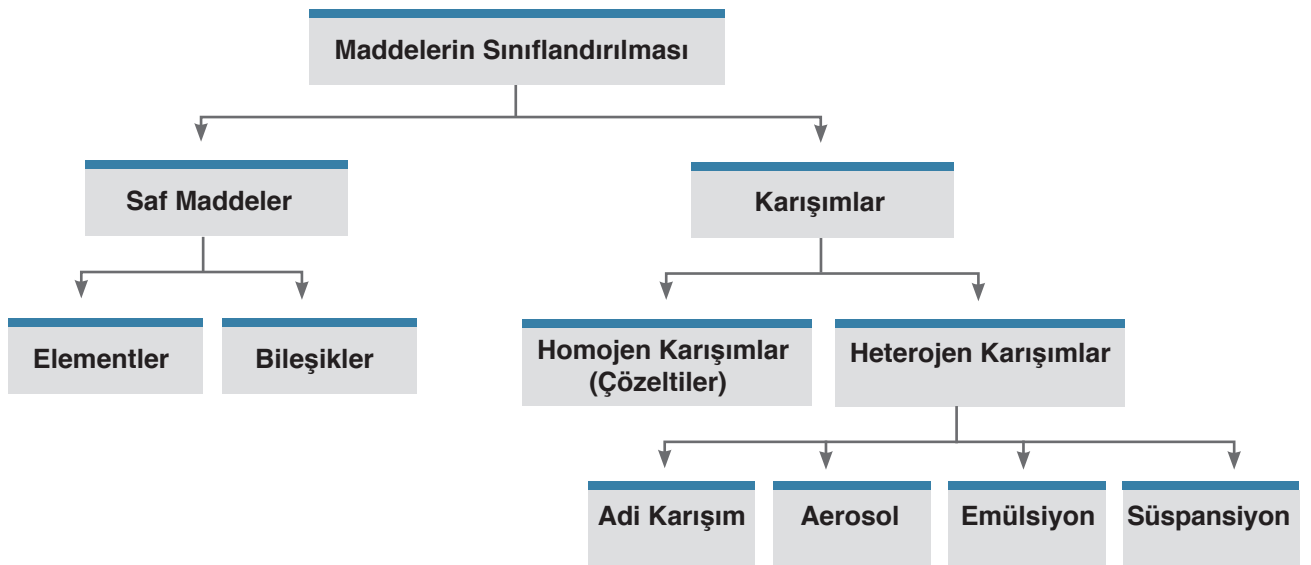 Maddelerin Sınıflandırılması
Saf Maddeler
Karışımlar
Elementler
Bileşikler
Homojen Karışımlar
(Çözeltiler)
Heterojen Karışımlar
Adi Karışım
Aerosol
Emülsiyon
Süspansiyon